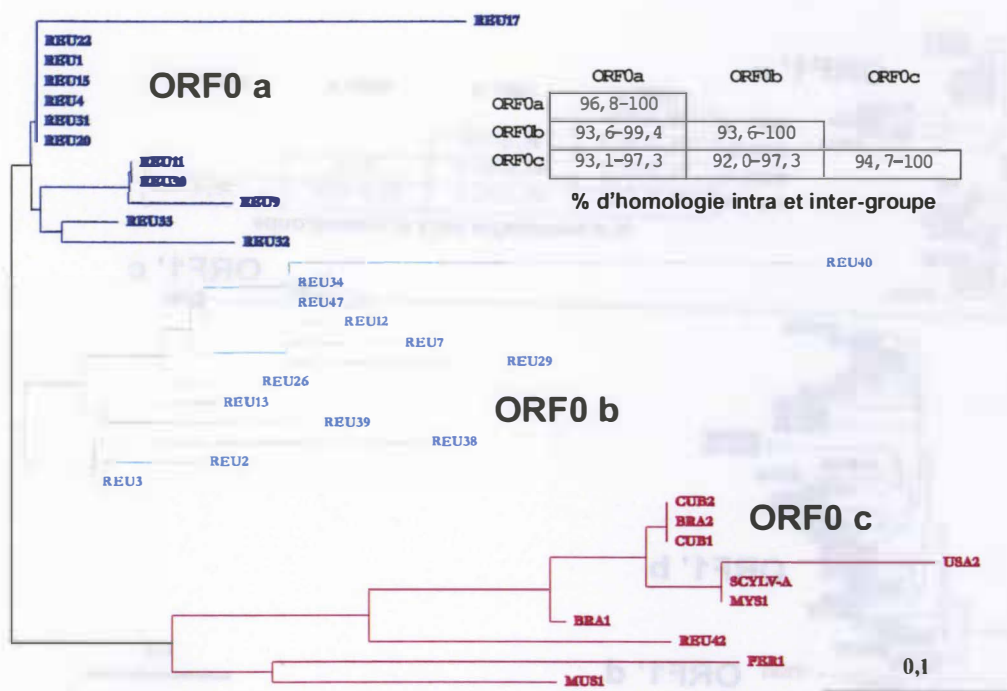 REU17
REU22
REU1
REU15
REU4
REU31
REU20
ORF0 a
REU11
REU30
REU9
REU33
REU32
ORF0a ORF0b ORF0c
ORF0a 96,8-100
ORF0b 93,6-99,4 93,6-100
ORF0c 93,1-97,3 92,0-97,3 94,7-100
% d'homologie intra et inter-groupe
REU40
REU34
REU47
REU12
REU7
REU29
REU26
REU13
ORF0 b
REU39
REU38
REU2
REU3
CUB2
BRA2
CUB1
ORF0 c
USA2
SCYLV-A
MYS1
BRA1
REU42
PER1
MUS1
0,1